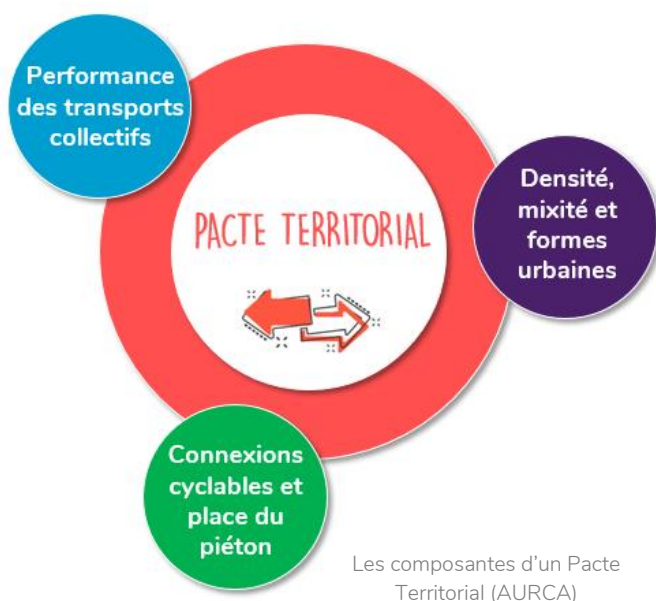 Performance
des transports
collectifs
Densité,
mixité et
formes
urbaines
PACTE TERRITORIAL
Connexions
cyclables et
place du
piéton
Les composantes d’un Pacte
Territorial (AURCA)